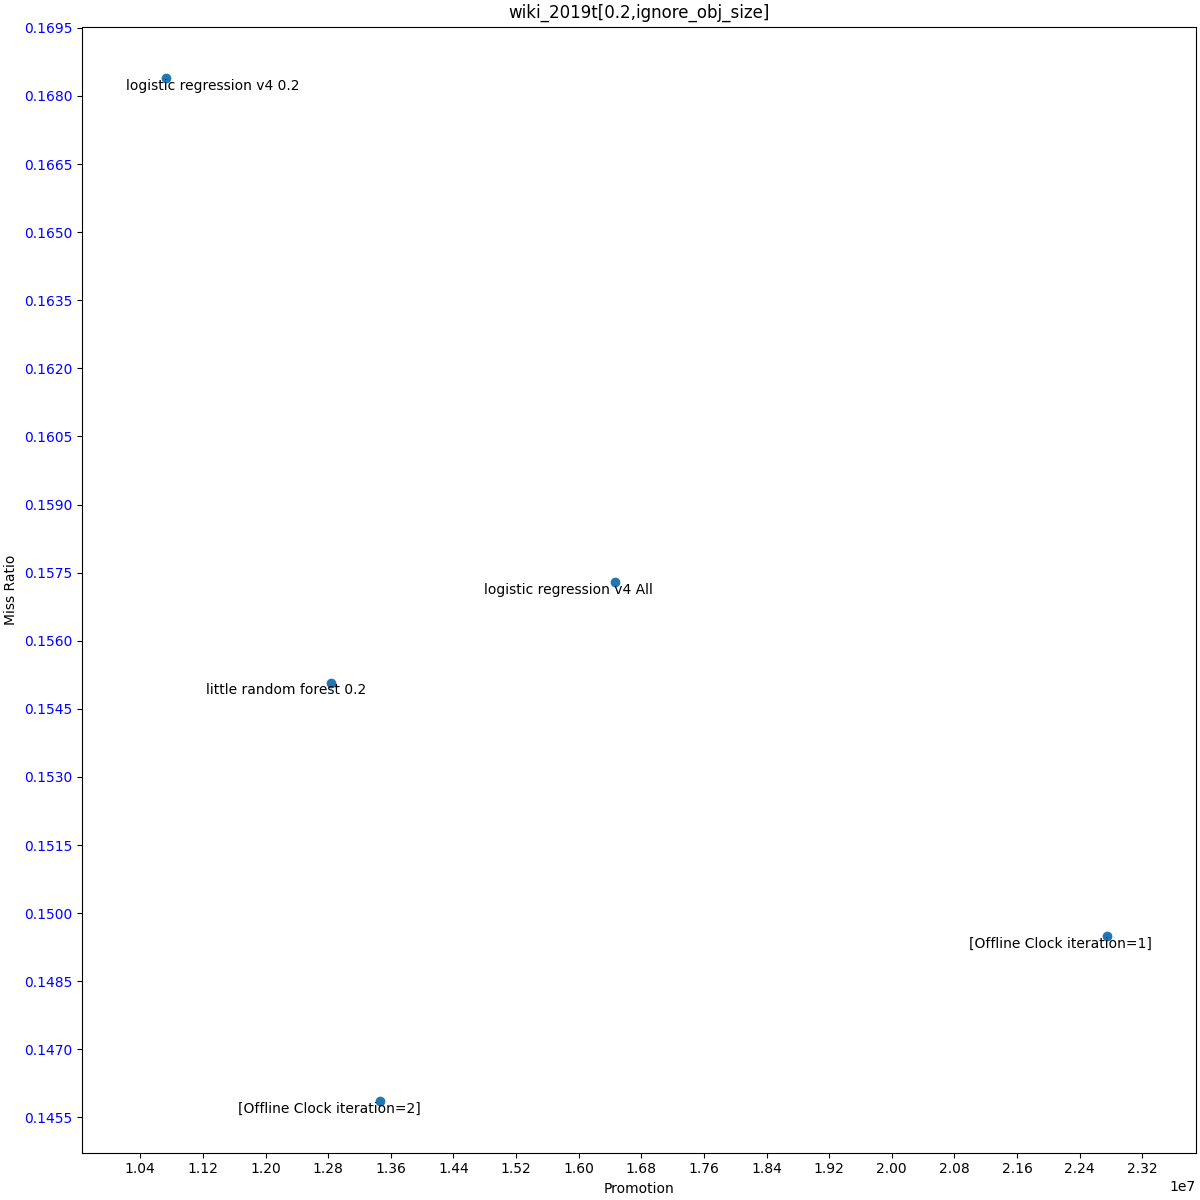 wiki_2019t[0.2,ignore_obj_size]
0.1695
0.1680
0.1665
0.1650
0.1635
0.1620
0.1605
0.1590
0.1575
0.1560
0.1545
0.1530
0.1515
0.1500
0.1485
0.1470
0.1455
Miss Ratio
logistic regression v4 0.2
logistic regression v4 All
little random forest 0.2
[Offline Clock iteration=1]
[Offline Clock iteration=2]
1.04 1.12 1.20 1.28 1.36 1.44 1.52 1.60 1.68 1.76 1.84 1.92 2.00 2.08 2.16 2.24 2.32
1e7
Promotion